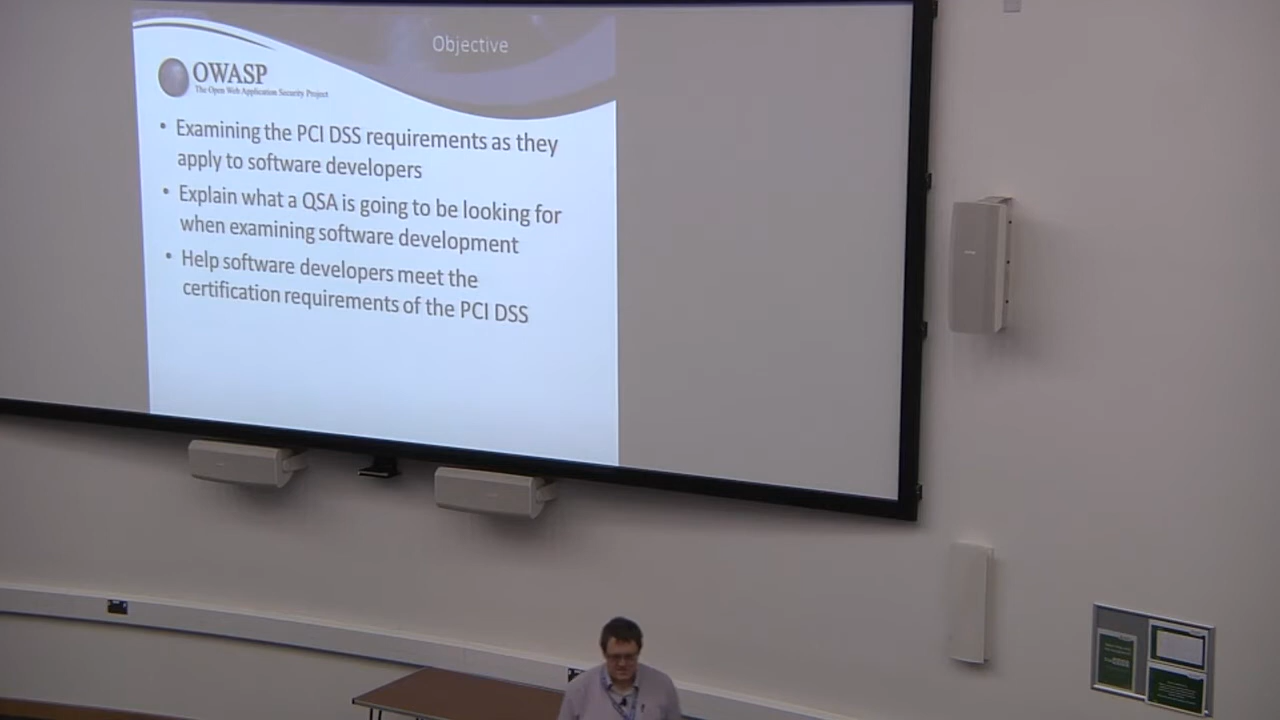 Objective
OWASP
The Open Web Application Security Project
• Examining the PCI DSS requirements as they
apply to software developers
• Explain what a QSA is going to be looking for
when examining software development
• Help software developers meet the
certification requirements of the PCI DSS